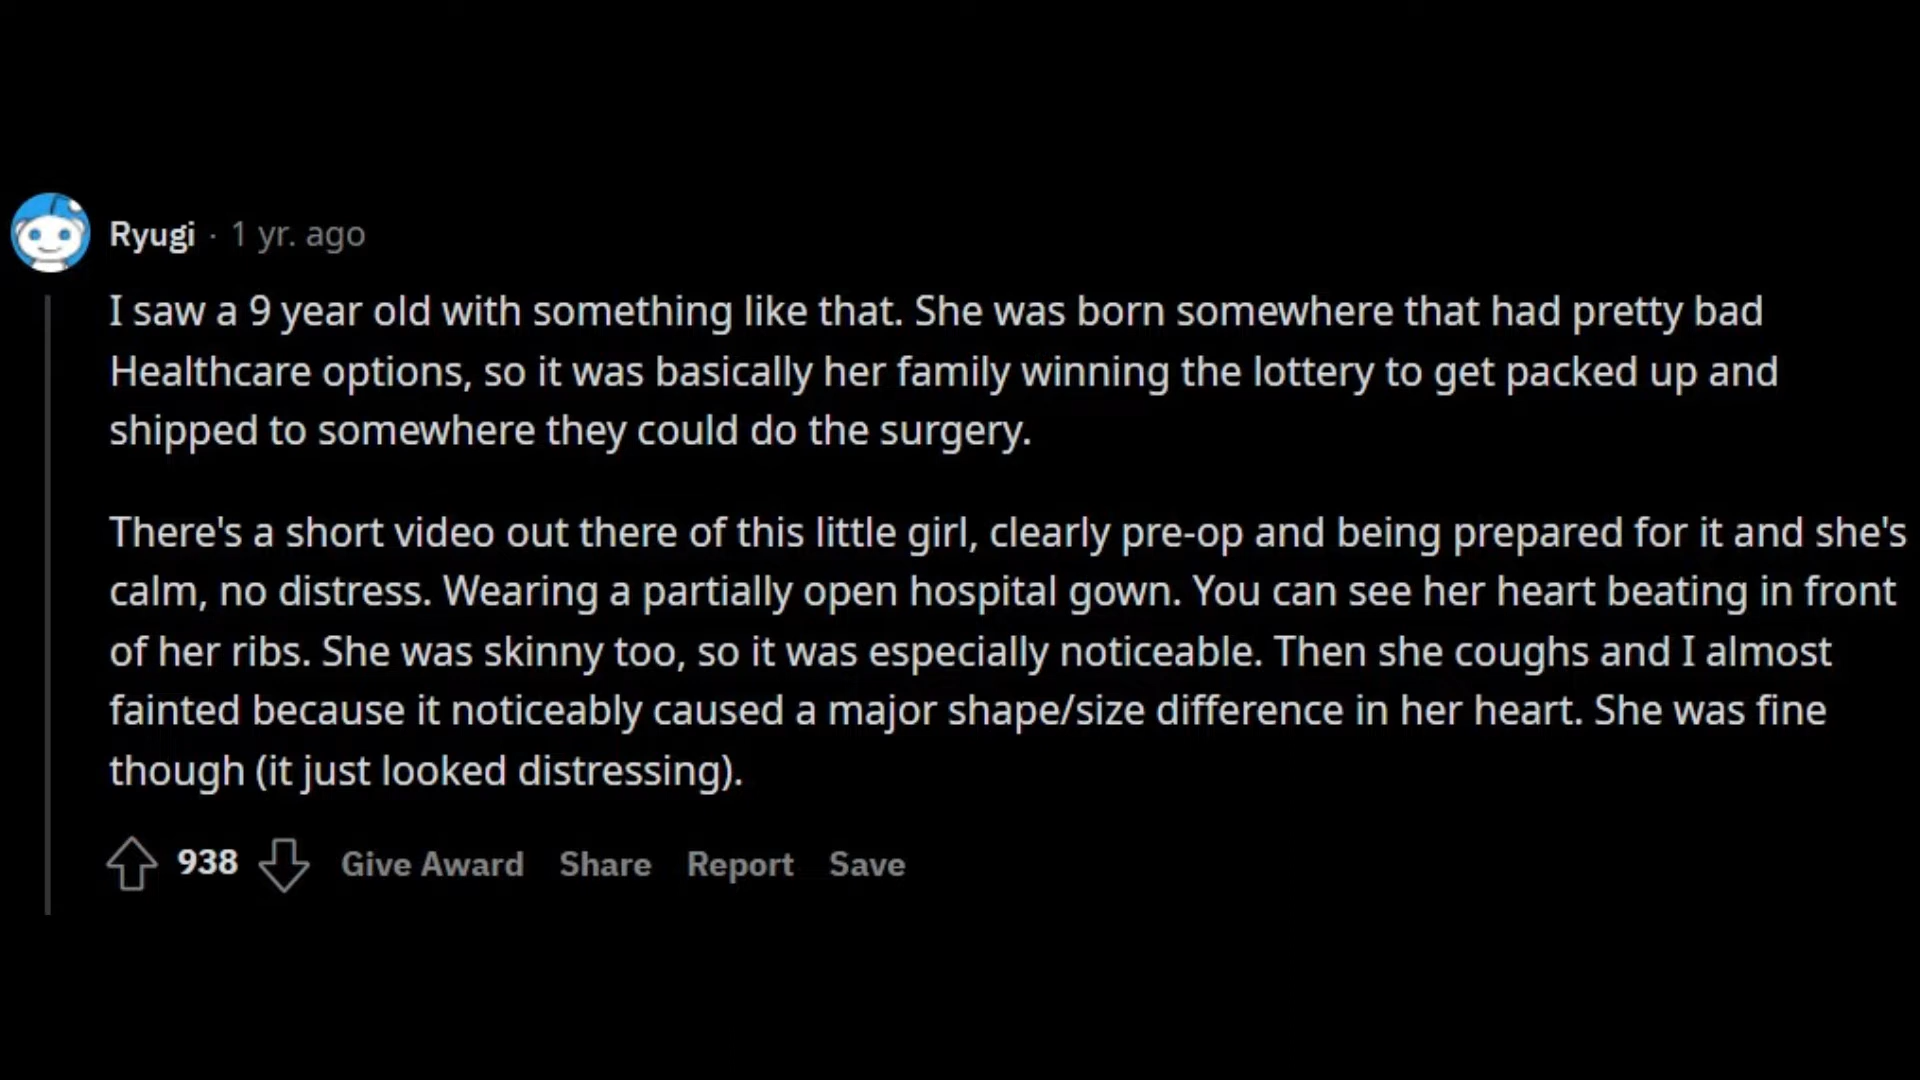 Ryugi · 1 yr. ago
I saw a 9 year old with something like that. She was born somewhere that had pretty bad
Healthcare options, so it was basically her family winning the lottery to get packed up and
shipped to somewhere they could do the surgery.
There's a short video out there of this little girl, clearly pre-op and being prepared for it and she's
calm, no distress. Wearing a partially open hospital gown. You can see her heart beating in front
of her ribs. She was skinny too, so it was especially noticeable. Then she coughs and I almost
fainted because it noticeably caused a major shape/size difference in her heart. She was fine
though (it just looked distressing).
938 Give Award Share Report Save